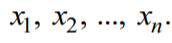 x₁, x₂, ..., xₙ.